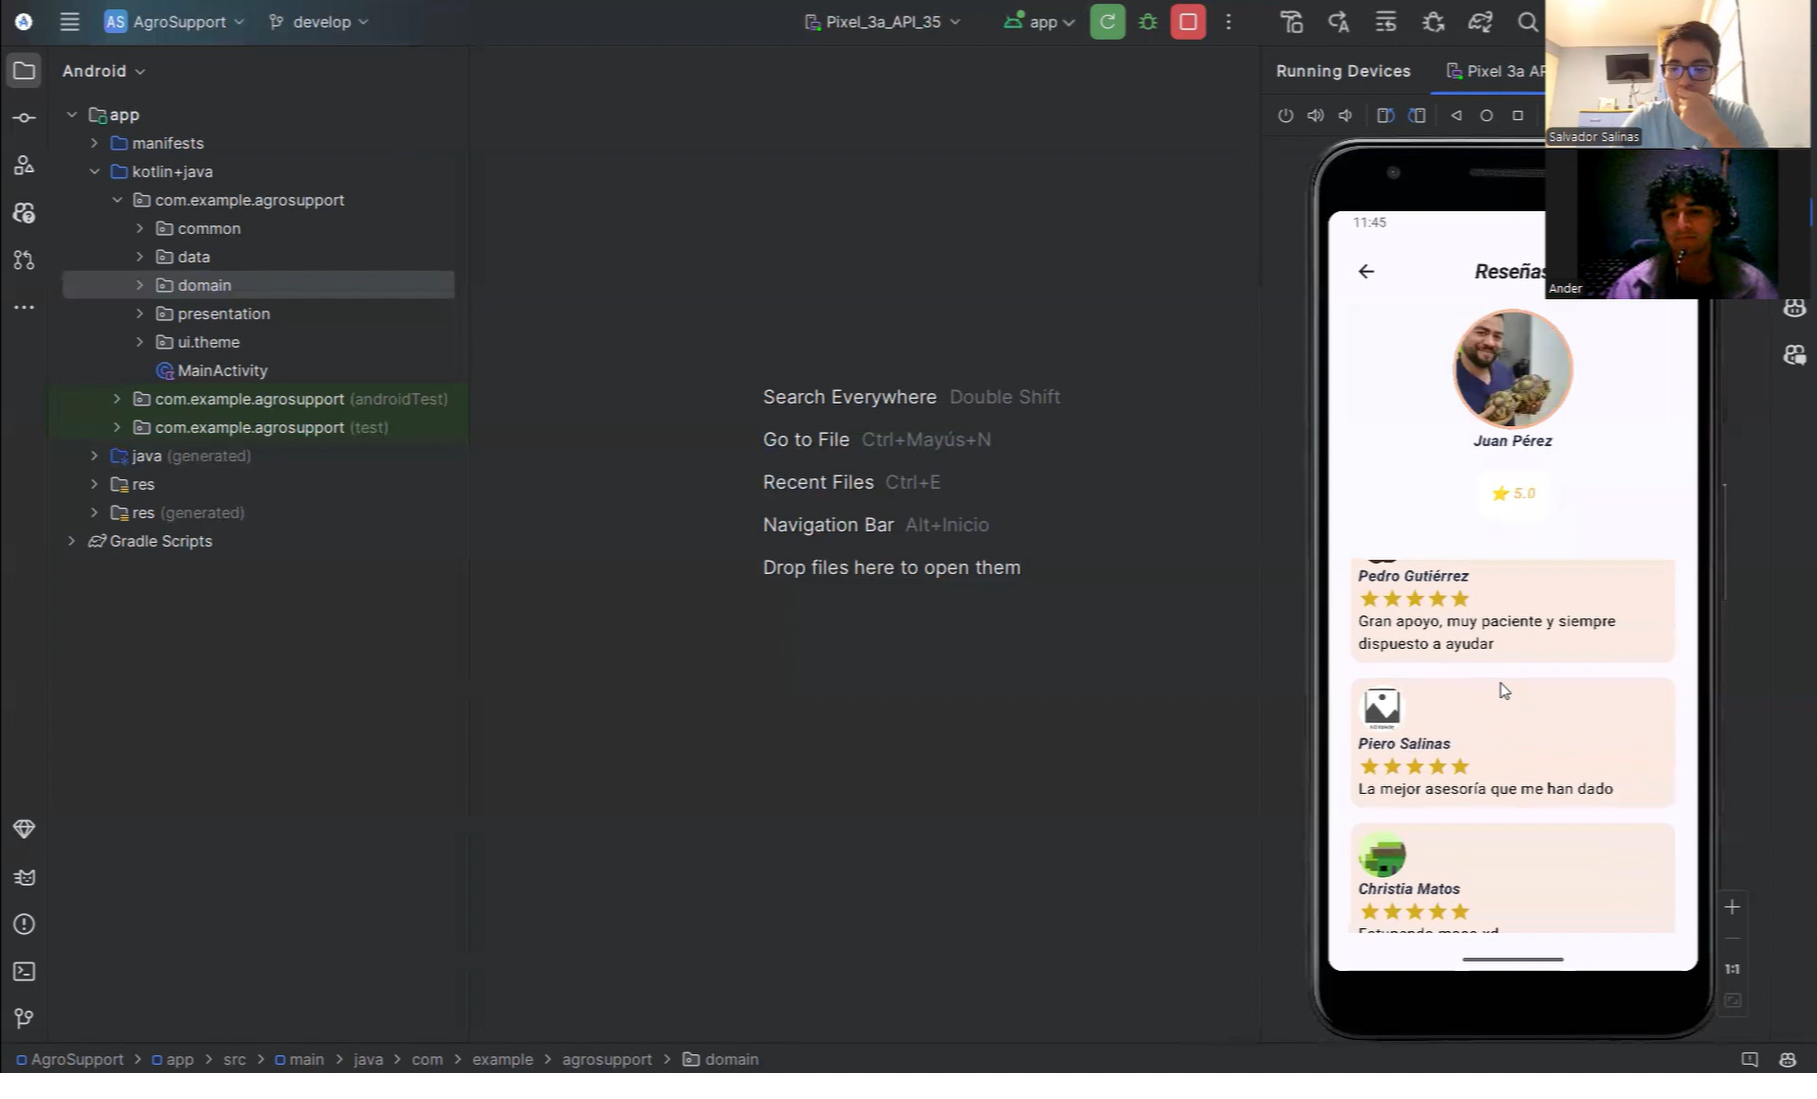 AS AgroSupport
develop
Pixel_3a_API_35
app
Android
app
manifests
kotlin+java
com.example.agrosupport
common
data
domain
presentation
ui.theme
MainActivity
com.example.agrosupport (androidTest)
com.example.agrosupport (test)
java (generated)
res
res (generated)
Gradle Scripts
Search Everywhere Double Shift
Go to File Ctrl+Mayús+N
Recent Files Ctrl+E
Navigation Bar Alt+Inicio
Drop files here to open them
Running Devices
Pixel 3a AP
Salvador Salinas
Ander
11:45
Reseñas
Juan Pérez
5.0
Pedro Gutiérrez
Gran apoyo, muy paciente y siempre
dispuesto a ayudar
Piero Salinas
La mejor asesoría que me han dado
Christia Matos
1:1
AgroSupport > app > src > main > java > com > example > agrosupport > domain